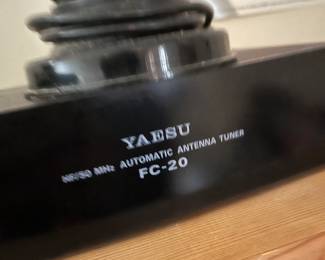 YAESU
HF/50 MHz AUTOMATIC ANTENNA TUNER
FC-20